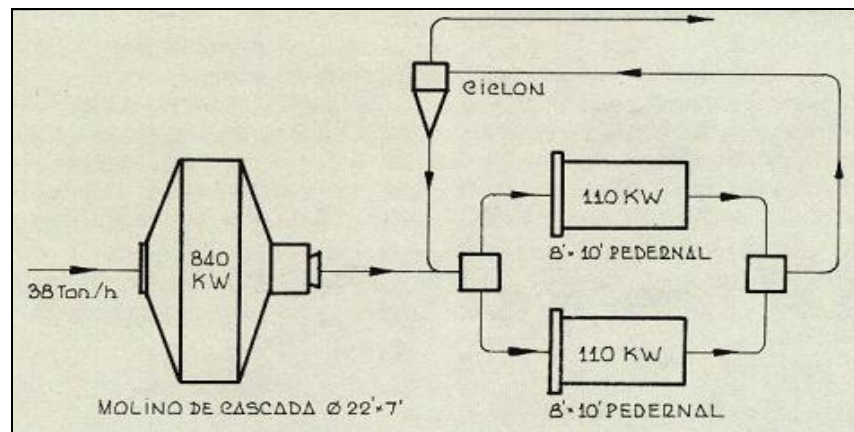 CICLON
110 KW
8'×10' PEDERNAL
840
KW
38 Ton/h
110 KW
8'×10' PEDERNAL
MOLINO DE CASCADA Ø 22'×7'